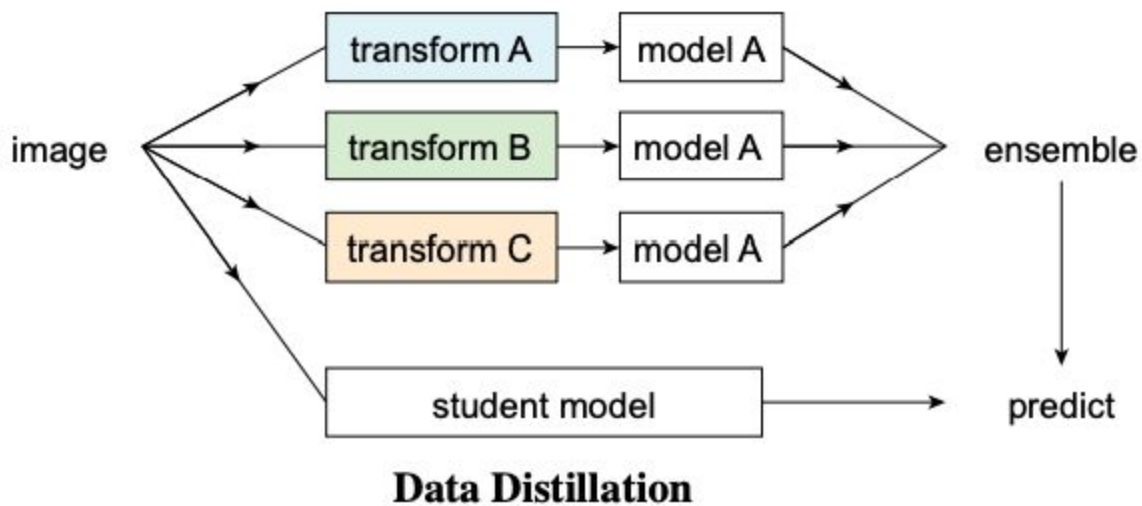 transform A
model A
image
transform B
model A
ensemble
transform C
model A
student model
predict
Data Distillation